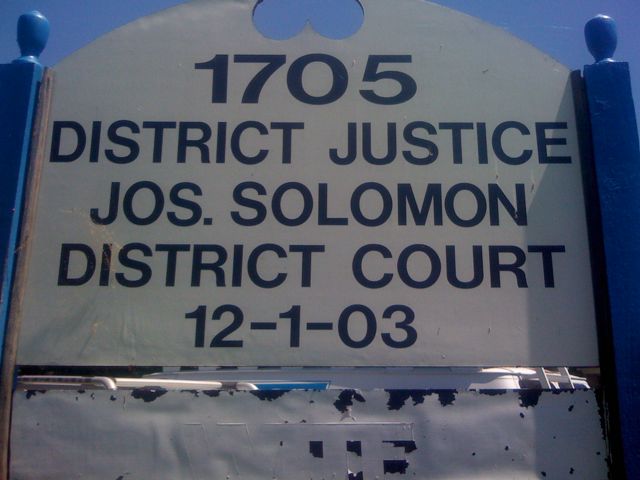 1705
DISTRICT JUSTICE
JOS. SOLOMON
DISTRICT COURT
12-1-03